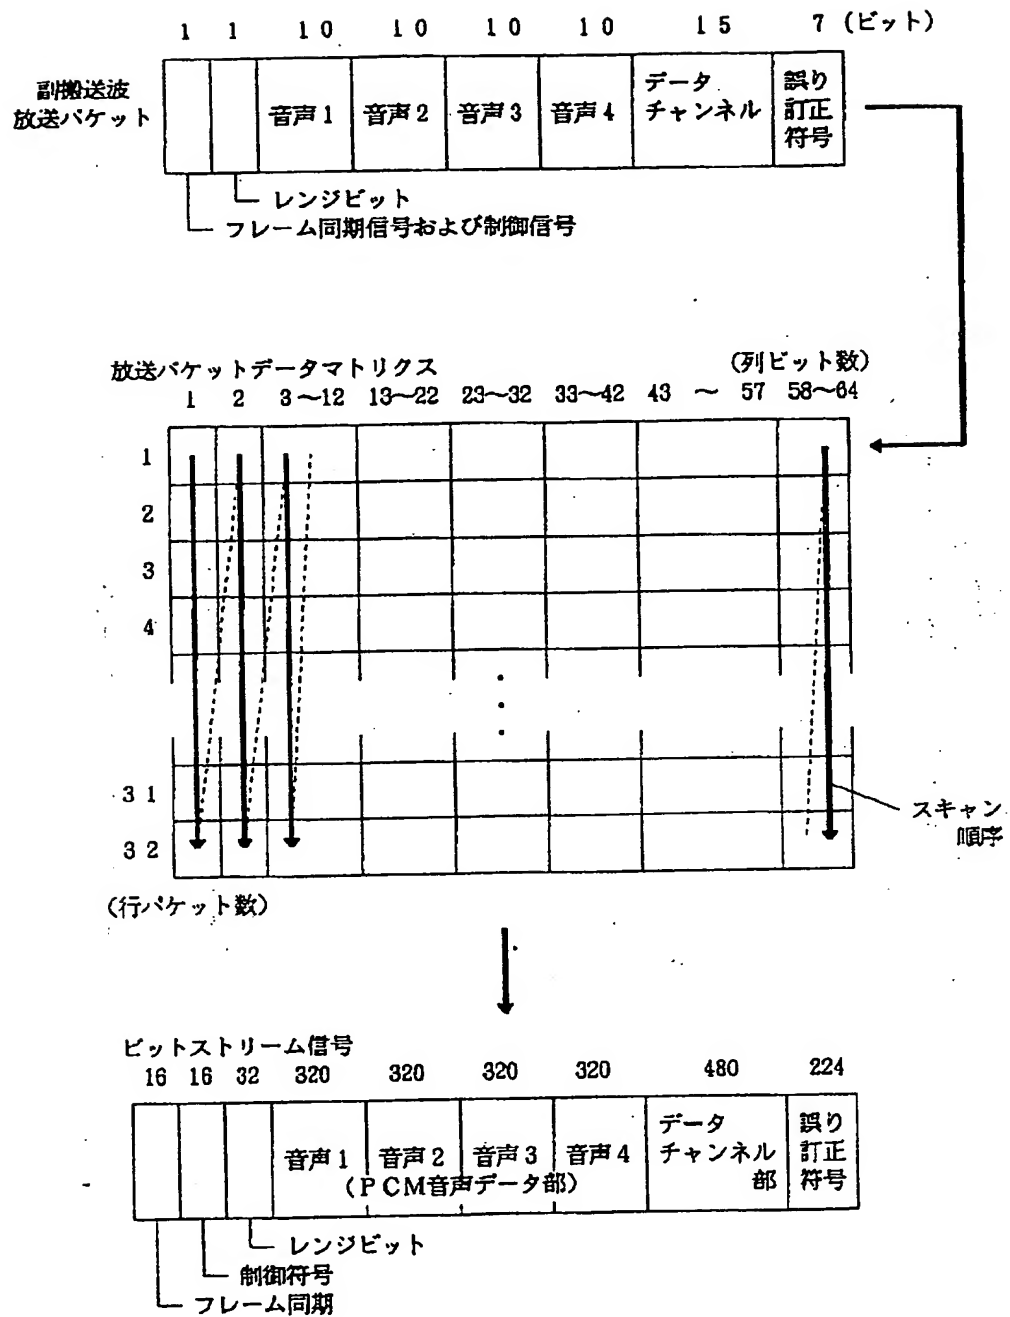 1 1 10 10 10 10 15 7 (ビット)
副搬送波
放送パケット
音声1 音声2 音声3 音声4
データ
チャンネル
誤り
訂正
符号
レンジビット
フレーム同期信号および制御信号
放送パケットデータマトリクス
(列ビット数)
1 2 3〜12 13〜22 23〜32 33〜42 43 〜 57 58〜64
1
2
3
4
31
32
スキャン
順序
(行パケット数)
ビットストリーム信号
16 16 32 320 320 320 320 480 224
音声1 音声2 音声3 音声4
(PCM音声データ部)
データ
チャンネル
部
誤り
訂正
符号
レンジビット
制御符号
フレーム同期